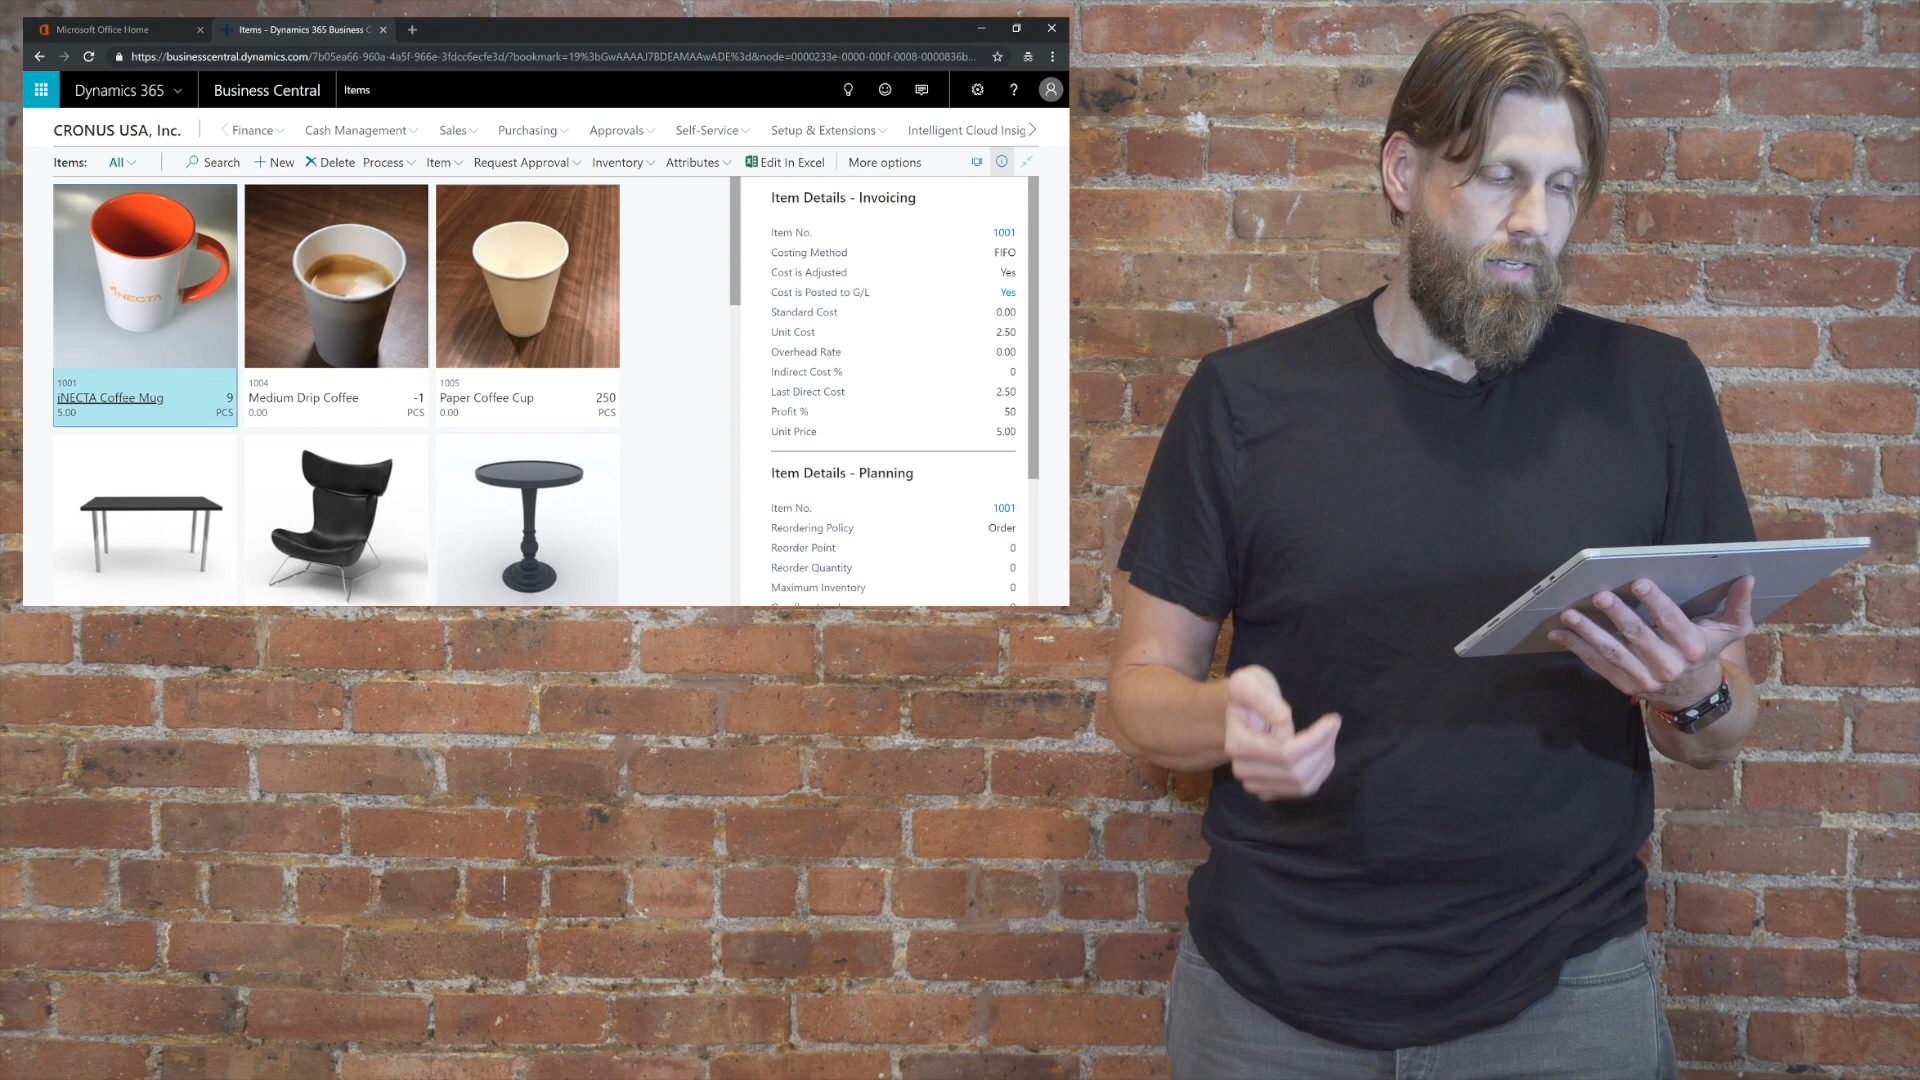 Microsoft Office Home
Items - Dynamics 365 Business C
https://businesscentral.dynamics.com/7b05ea66-960a-4a5f-966e-3fdcc6ecfe3d/?bookmark=19%3bGwAAAAJ7BDEAMAAwADE%3d&node=0000233e-0000-000f-0008-0000836b...
Dynamics 365 Business Central Items ?
CRONUS USA, Inc. Finance Cash Management Sales Purchasing Approvals Self-Service Setup & Extensions Intelligent Cloud Insig
Items: All Search New Delete Process Item Request Approval Inventory Attributes Edit In Excel More options
iNECTA
1001
iNECTA Coffee Mug 9
5.00 PCS
1004
Medium Drip Coffee -1
0.00 PCS
1005
Paper Coffee Cup 250
0.00 PCS
Item Details - Invoicing
Item No. 1001
Costing Method FIFO
Cost is Adjusted Yes
Cost is Posted to G/L Yes
Standard Cost 0.00
Unit Cost 2.50
Overhead Rate 0.00
Indirect Cost % 0
Last Direct Cost 2.50
Profit % 50
Unit Price 5.00
Item Details - Planning
Item No. 1001
Reordering Policy Order
Reorder Point 0
Reorder Quantity 0
Maximum Inventory 0